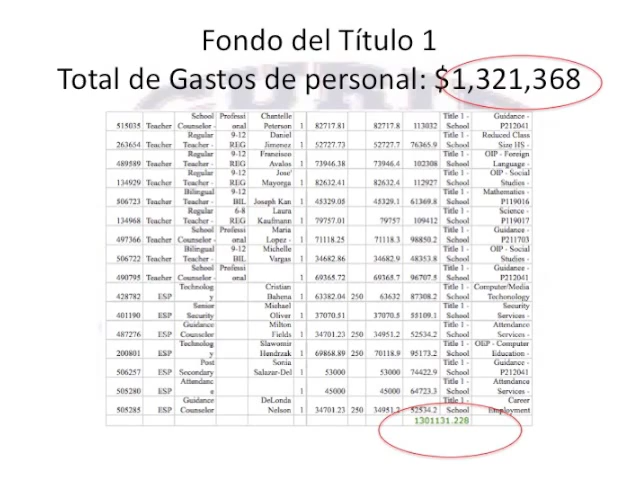 Fondo del Título 1
Total de Gastos de personal: $1,321,368
School Professi Chantelle Title 1 - Guidance -
515035 Teacher Counselor - onal Peterson 1 82717.81 82717.8 113032 School P212041
Regular 9-12 Daniel Title 1 - Reduced Class
263654 Teacher Teacher - REG Jimenez 1 52727.73 52727.7 76365.9 School Size HS -
Regular 9-12 Francisco Title 1 - OIP - Foreign
489589 Teacher Teacher - REG Avalos 1 73946.38 73946.4 102308 School Language -
Regular 9-12 Jose' Title 1 - OIP - Social
134929 Teacher Teacher - REG Mayorga 1 82632.41 82632.4 112927 School Studies -
Bilingual 9-12 Title 1 - Mathematics -
506723 Teacher Teacher - BIL Joseph Kan 1 45329.05 45329.1 61369.8 School P119016
Regular 6-8 Laura Title 1 - Science -
134968 Teacher Teacher - REG Kaufmann 1 79757.01 79757 109412 School P119017
School Professi Maria Title 1 - Guidance -
497366 Teacher Counselor - onal Lopez - 1 71118.25 71118.3 98850.2 School P211703
Bilingual 9-12 Michelle Title 1 - OIP - Social
506722 Teacher Teacher - BIL Vargas 1 34682.86 34682.9 48353.8 School Studies -
School Professi Title 1 - Guidance -
490795 Teacher Counselor - onal 1 69365.72 69365.7 96707.5 School P212041
Technolog Cristian Title 1 - Computer/Media
428782 ESP y Bahena 1 63382.04 250 63632 87308.2 School Techonology
Senior Michael Title 1 - Security
401190 ESP Security Oliver 1 37070.51 37070.5 55109.1 School Services -
Guidance Milton Title 1 - Attendance
487276 ESP Counselor Fields 1 34701.23 250 34951.2 52534.2 School Services -
Technolog Slawomir Title 1 - OEP - Computer
200801 ESP y Hendrzak 1 69868.89 250 70118.9 95173.2 School Education -
Post Sonia Title 1 - Guidance -
506257 ESP Secondary Salazar-Del 1 53000 53000 74422.9 School P212041
Attendanc Title 1 - Attendance
505280 ESP e 1 45000 45000 64723.3 School Services -
Guidance DeLonda Title 1 - Career
505285 ESP Counselor Nelson 1 34701.23 250 34951.2 52534.2 School Employment
1301131.228